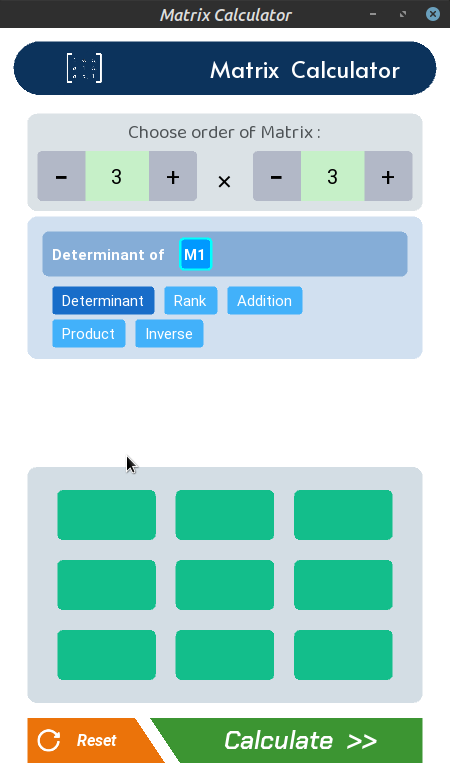 Matrix Calculator
Matrix Calculator
Choose order of Matrix :
- 3 + × - 3 +
Determinant of M1
Determinant Rank Addition
Product Inverse
Reset Calculate >>